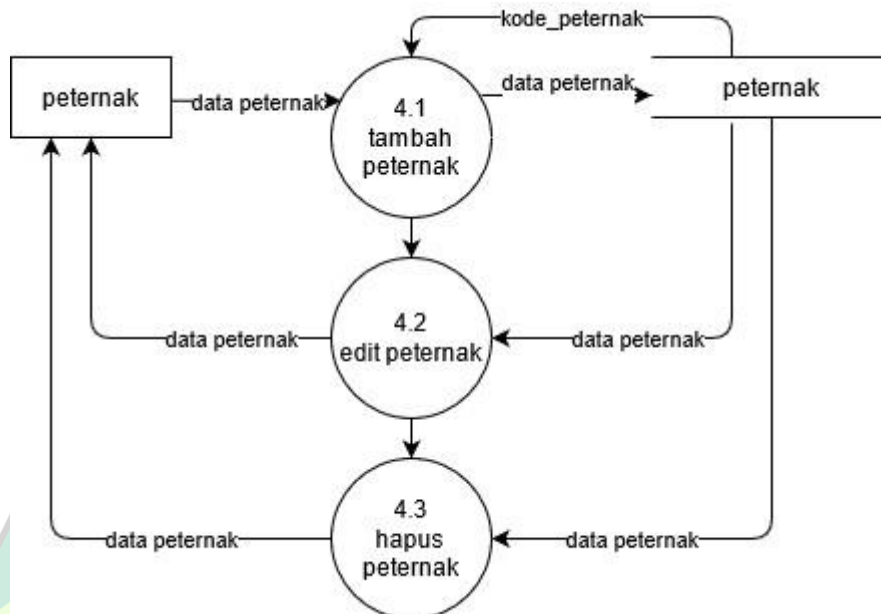 kode_peternak
peternak
data peternak
4.1
tambah
peternak
data peternak
peternak
data peternak
4.2
edit peternak
data peternak
data peternak
4.3
hapus
peternak
data peternak